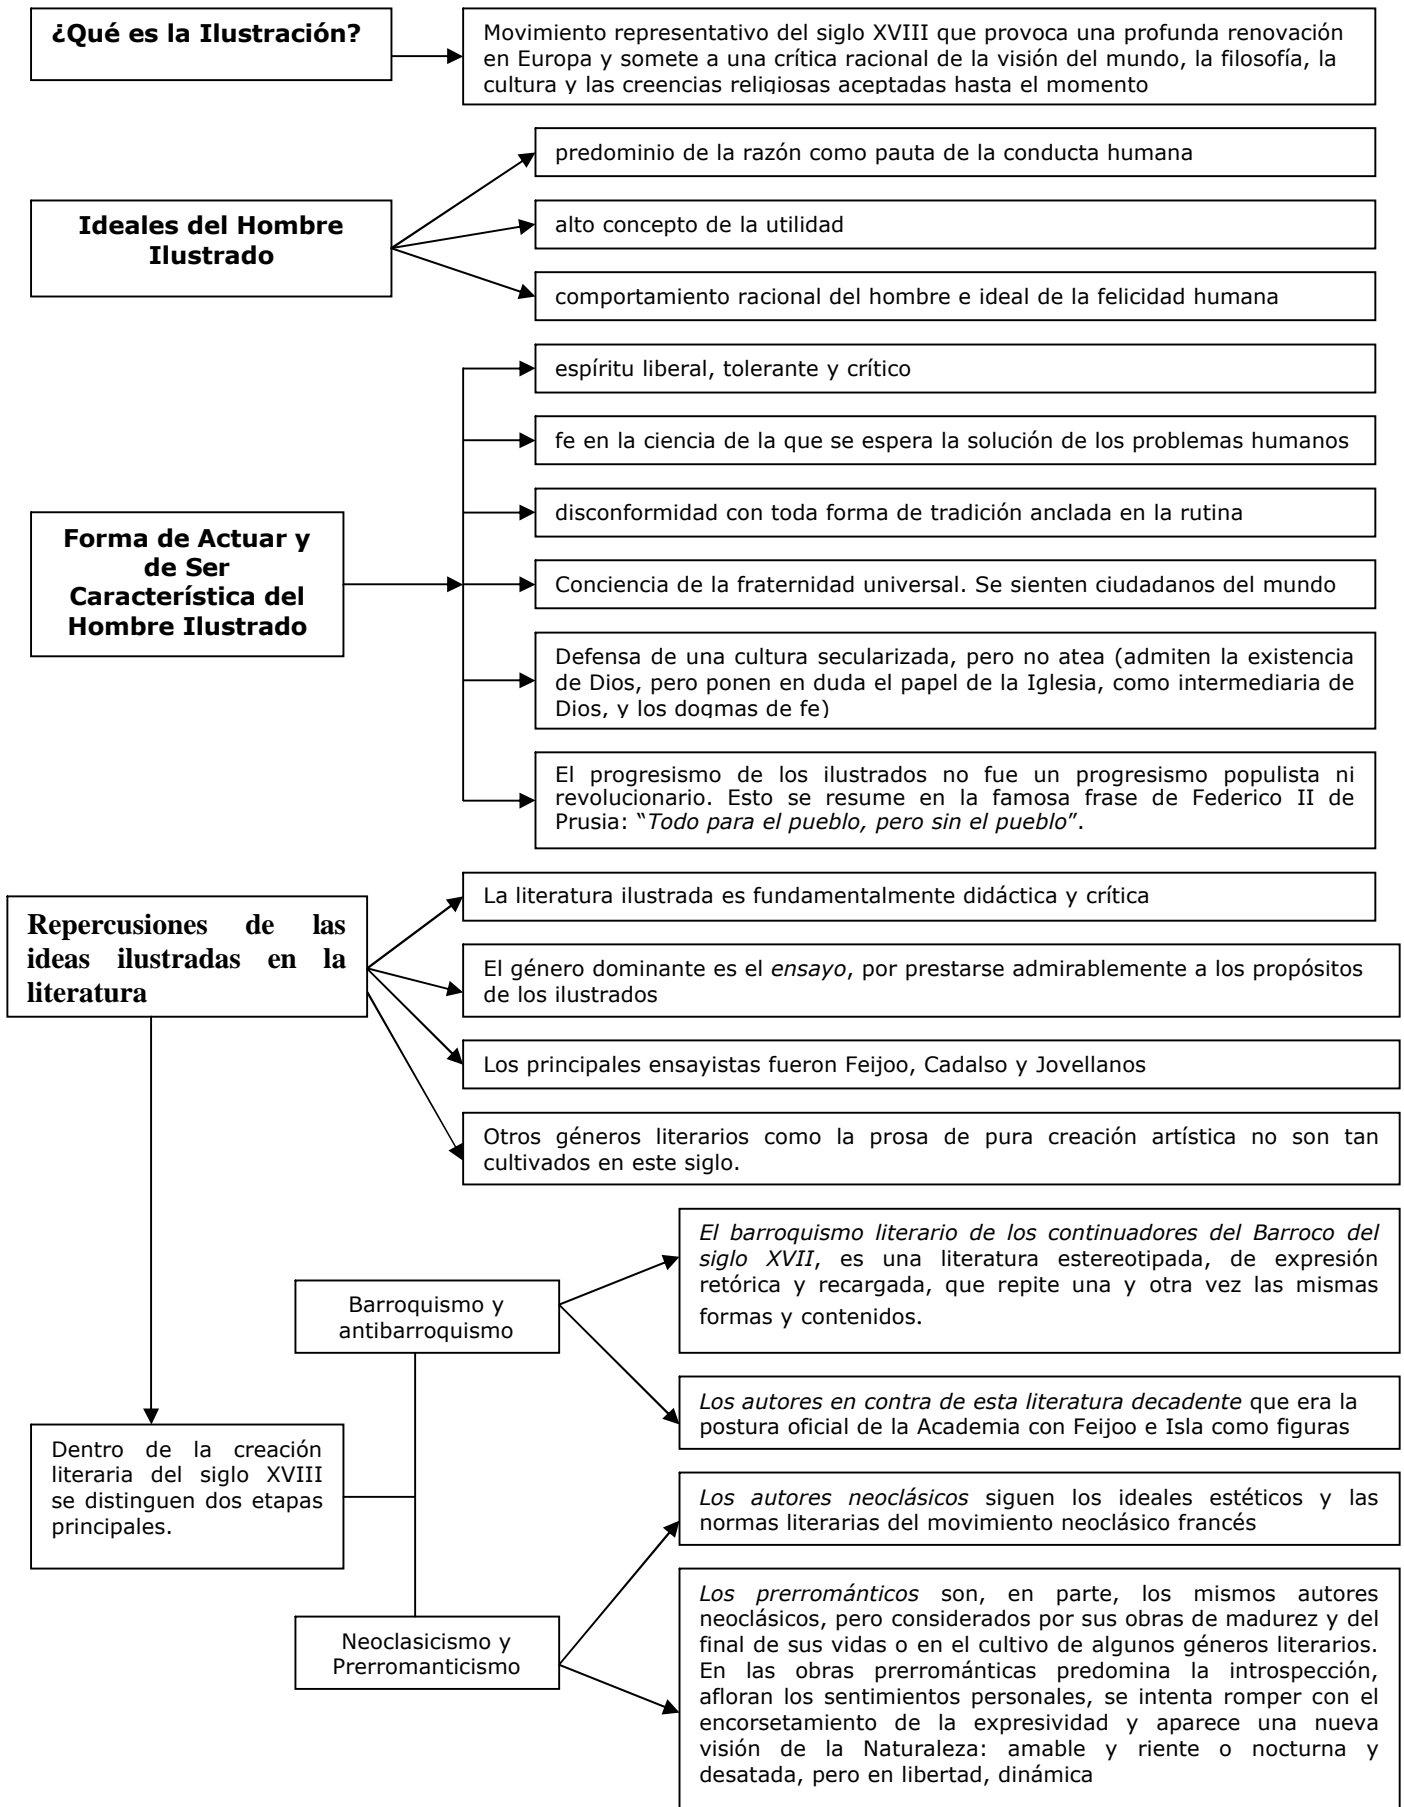 ¿Qué es la Ilustración?
Movimiento representativo del siglo XVIII que provoca una profunda renovación
en Europa y somete a una crítica racional de la visión del mundo, la filosofía, la
cultura y las creencias religiosas aceptadas hasta el momento
Ideales del Hombre
Ilustrado
predominio de la razón como pauta de la conducta humana
alto concepto de la utilidad
comportamiento racional del hombre e ideal de la felicidad humana
Forma de Actuar y
de Ser
Característica del
Hombre Ilustrado
espíritu liberal, tolerante y crítico
fe en la ciencia de la que se espera la solución de los problemas humanos
disconformidad con toda forma de tradición anclada en la rutina
Conciencia de la fraternidad universal. Se sienten ciudadanos del mundo
Defensa de una cultura secularizada, pero no atea (admiten la existencia
de Dios, pero ponen en duda el papel de la Iglesia, como intermediaria de
Dios, y los dogmas de fe)
El progresismo de los ilustrados no fue un progresismo populista ni
revolucionario. Esto se resume en la famosa frase de Federico II de
Prusia: “Todo para el pueblo, pero sin el pueblo”.
Repercusiones de las
ideas ilustradas en la
literatura
La literatura ilustrada es fundamentalmente didáctica y crítica
El género dominante es el ensayo, por prestarse admirablemente a los propósitos
de los ilustrados
Los principales ensayistas fueron Feijoo, Cadalso y Jovellanos
Otros géneros literarios como la prosa de pura creación artística no son tan
cultivados en este siglo.
Dentro de la creación
literaria del siglo XVIII
se distinguen dos etapas
principales.
Barroquismo y
antibarroquismo
El barroquismo literario de los continuadores del Barroco del
siglo XVII, es una literatura estereotipada, de expresión
retórica y recargada, que repite una y otra vez las mismas
formas y contenidos.
Los autores en contra de esta literatura decadente que era la
postura oficial de la Academia con Feijoo e Isla como figuras
Neoclasicismo y
Prerromanticismo
Los autores neoclásicos siguen los ideales estéticos y las
normas literarias del movimiento neoclásico francés
Los prerrománticos son, en parte, los mismos autores
neoclásicos, pero considerados por sus obras de madurez y del
final de sus vidas o en el cultivo de algunos géneros literarios.
En las obras prerrománticas predomina la introspección,
afloran los sentimientos personales, se intenta romper con el
encorsetamiento de la expresividad y aparece una nueva
visión de la Naturaleza: amable y riente o nocturna y
desatada, pero en libertad, dinámica